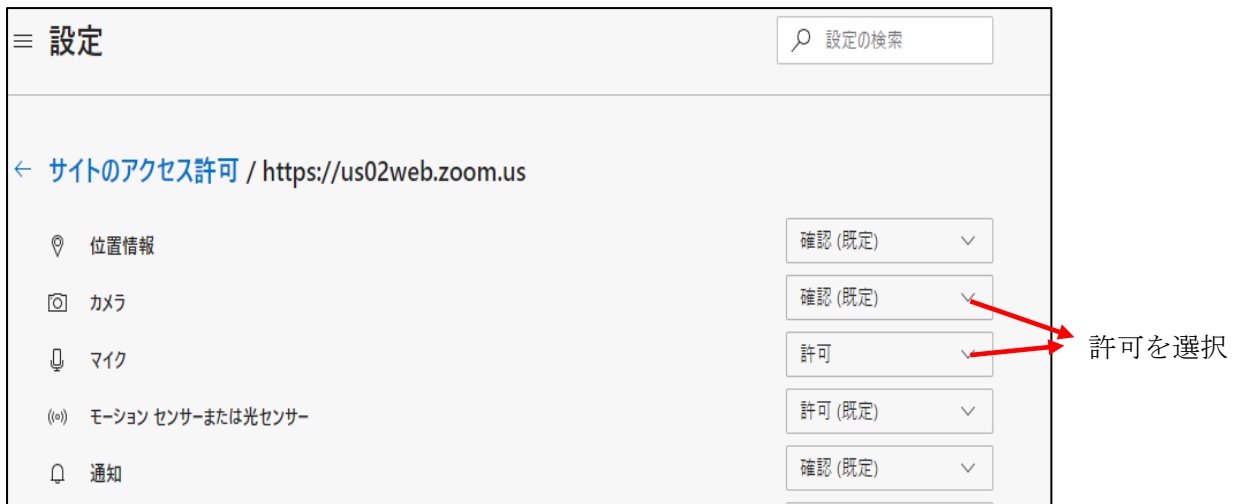 設定
設定の検索
サイトのアクセス許可 / https://us02web.zoom.us
位置情報 確認 (既定)
カメラ 確認 (既定)
マイク 許可
許可を選択
モーション センサーまたは光センサー 許可 (既定)
通知 確認 (既定)